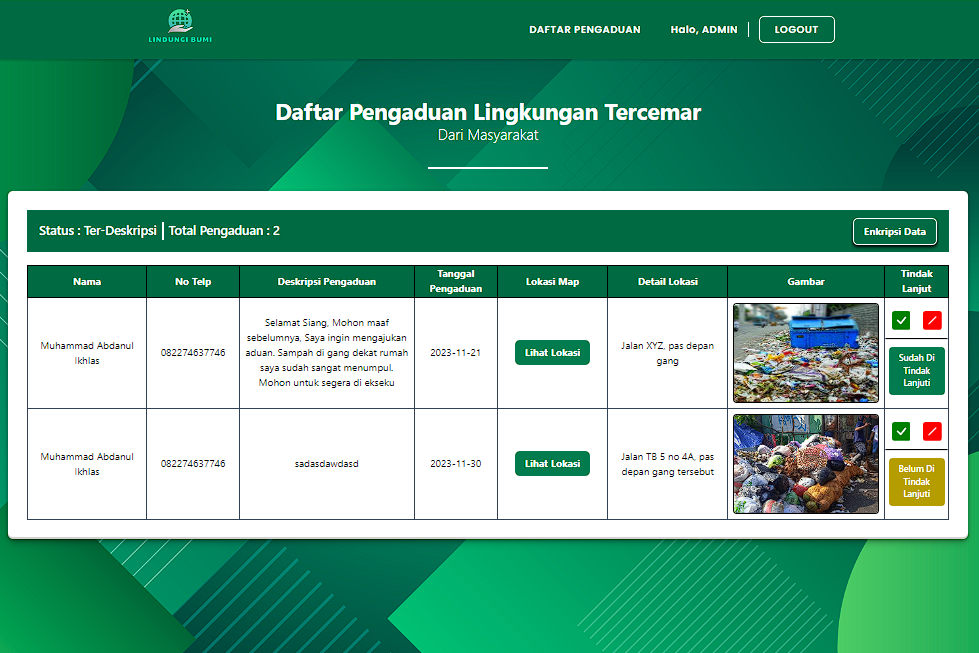 LINDUNGI BUMI
DAFTAR PENGADUAN
Halo, ADMIN
LOGOUT
Daftar Pengaduan Lingkungan Tercemar
Dari Masyarakat
Status : Ter-Deskripsi | Total Pengaduan : 2
Enkripsi Data
Nama
No Telp
Deskripsi Pengaduan
Tanggal
Pengaduan
Lokasi Map
Detail Lokasi
Gambar
Tindak
Lanjut
Muhammad Abdanul
Ikhlas
082274637746
Selamat Siang, Mohon maaf
sebelumnya, Saya ingin mengajukan
aduan. Sampah di gang dekat rumah
saya sudah sangat menumpul.
Mohon untuk segera di ekseku
2023-11-21
Lihat Lokasi
Jalan XYZ, pas depan
gang
Sudah Di
Tindak
Lanjuti
Muhammad Abdanul
Ikhlas
082274637746
sadasdawdasd
2023-11-30
Lihat Lokasi
Jalan TB 5 no 4A, pas
depan gang tersebut
Belum Di
Tindak
Lanjuti